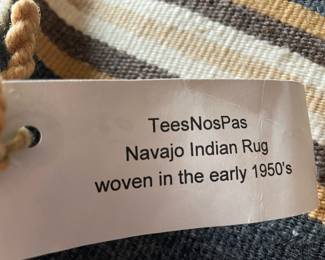 TeesNosPas
Navajo Indian Rug
woven in the early 1950's